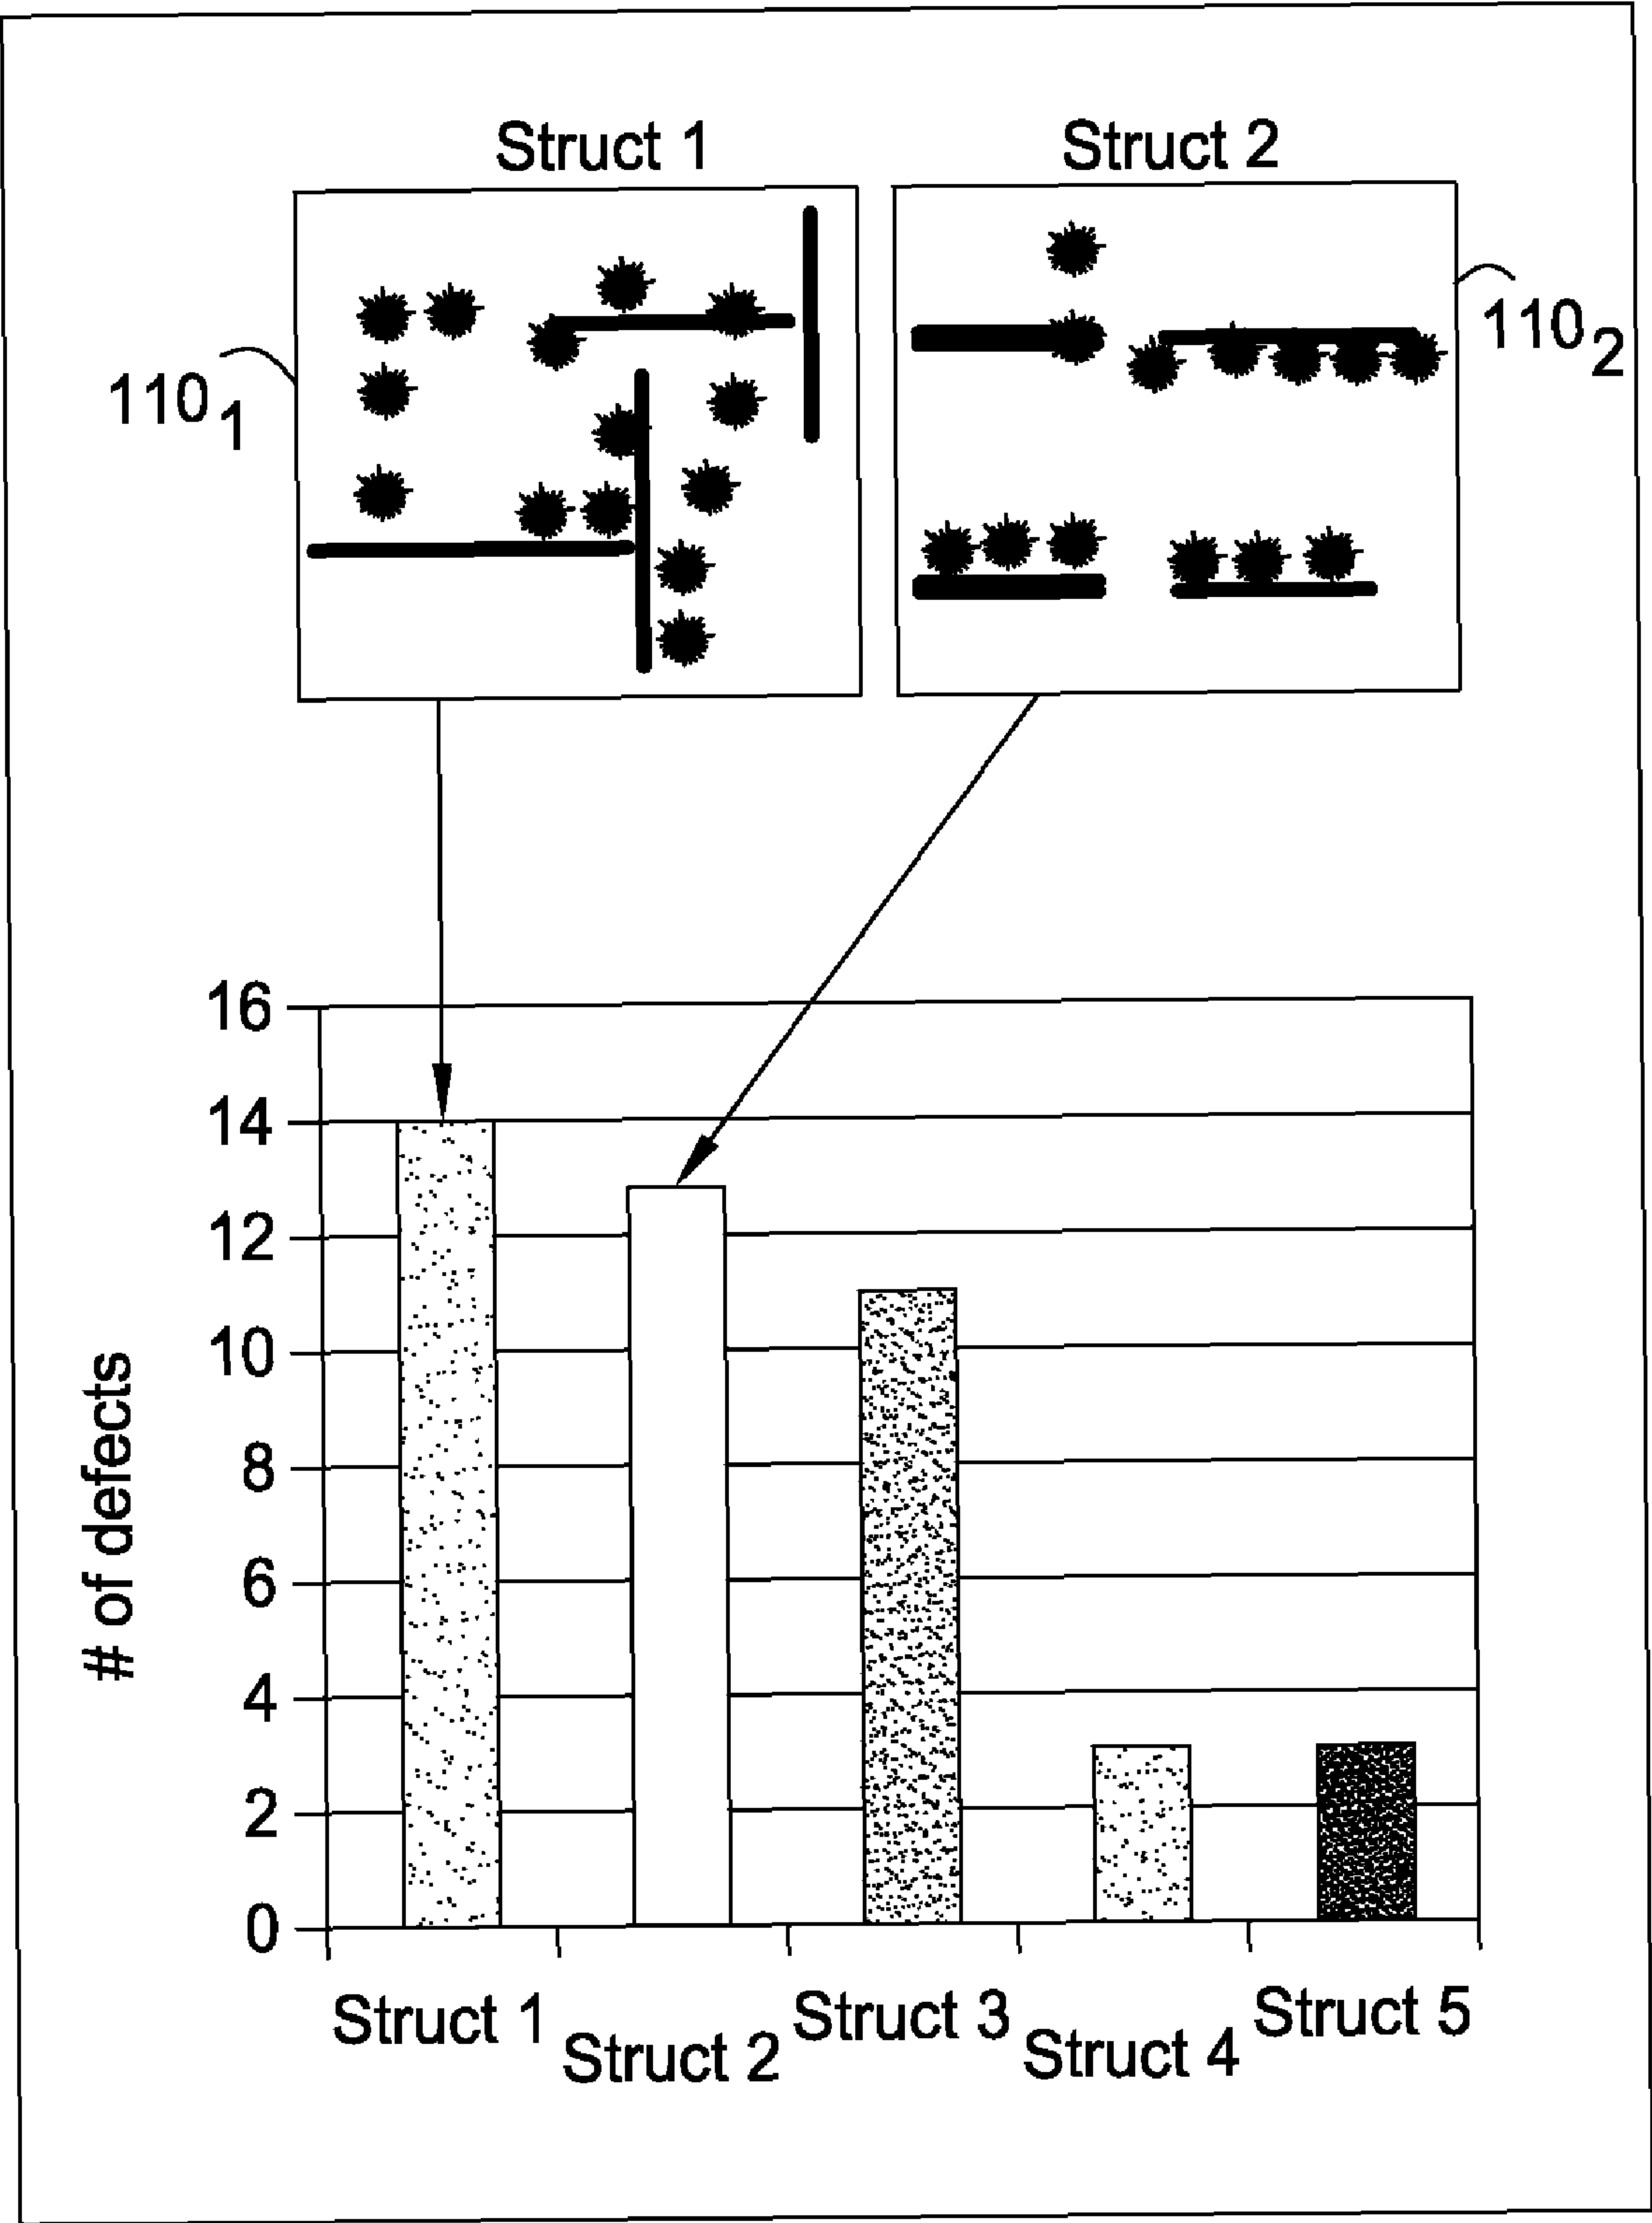 Struct 1
Struct 2
110 1
110 2
16
14
12
10
8
6
4
2
0
# of defects
Struct 1
Struct 2
Struct 3
Struct 4
Struct 5